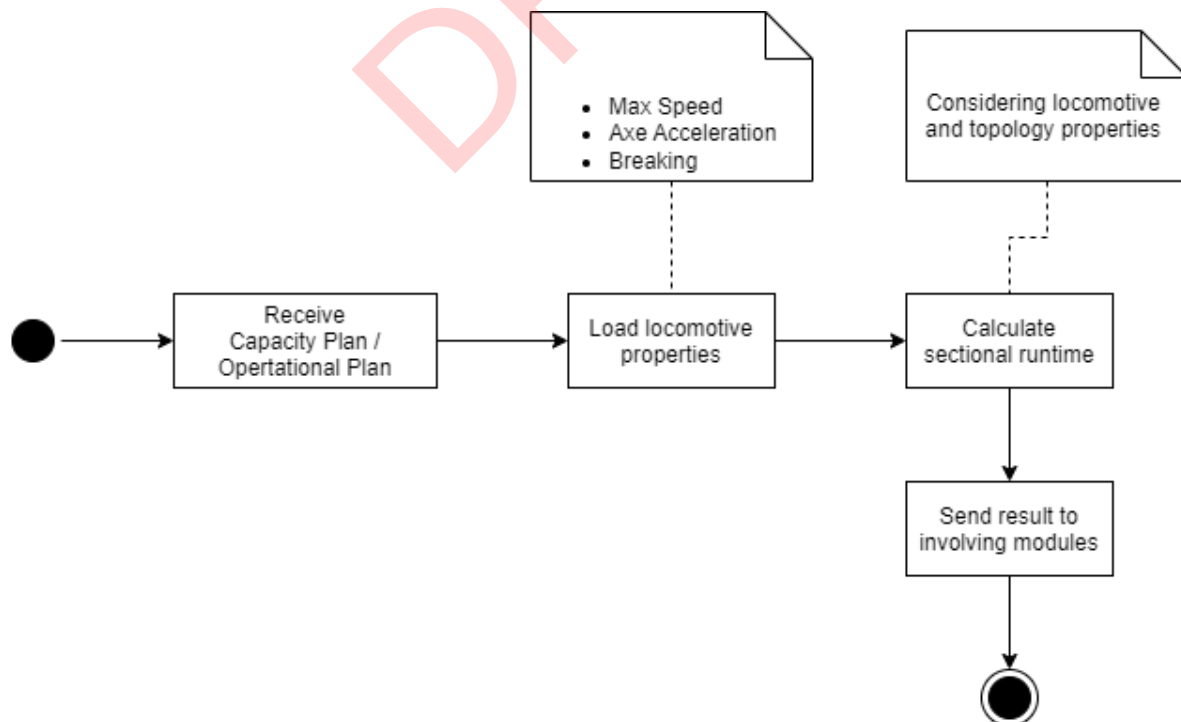 • Max Speed
• Axe Acceleration
• Breaking
Considering locomotive
and topology properties
Receive
Capacity Plan /
Opertational Plan
Load locomotive
properties
Calculate
sectional runtime
Send result to
involving modules